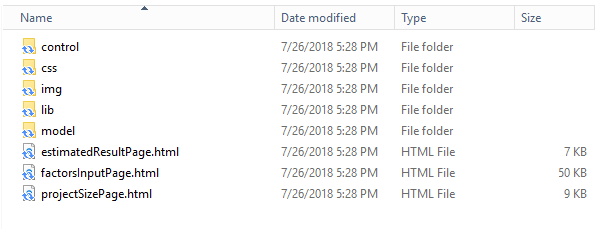 Name Date modified Type Size
control 7/26/2018 5:28 PM File folder
css 7/26/2018 5:28 PM File folder
img 7/26/2018 5:28 PM File folder
lib 7/26/2018 5:28 PM File folder
model 7/26/2018 5:28 PM File folder
estimatedResultPage.html 7/26/2018 5:28 PM HTML File 7 KB
factorsInputPage.html 7/26/2018 5:28 PM HTML File 50 KB
projectSizePage.html 7/26/2018 5:28 PM HTML File 9 KB